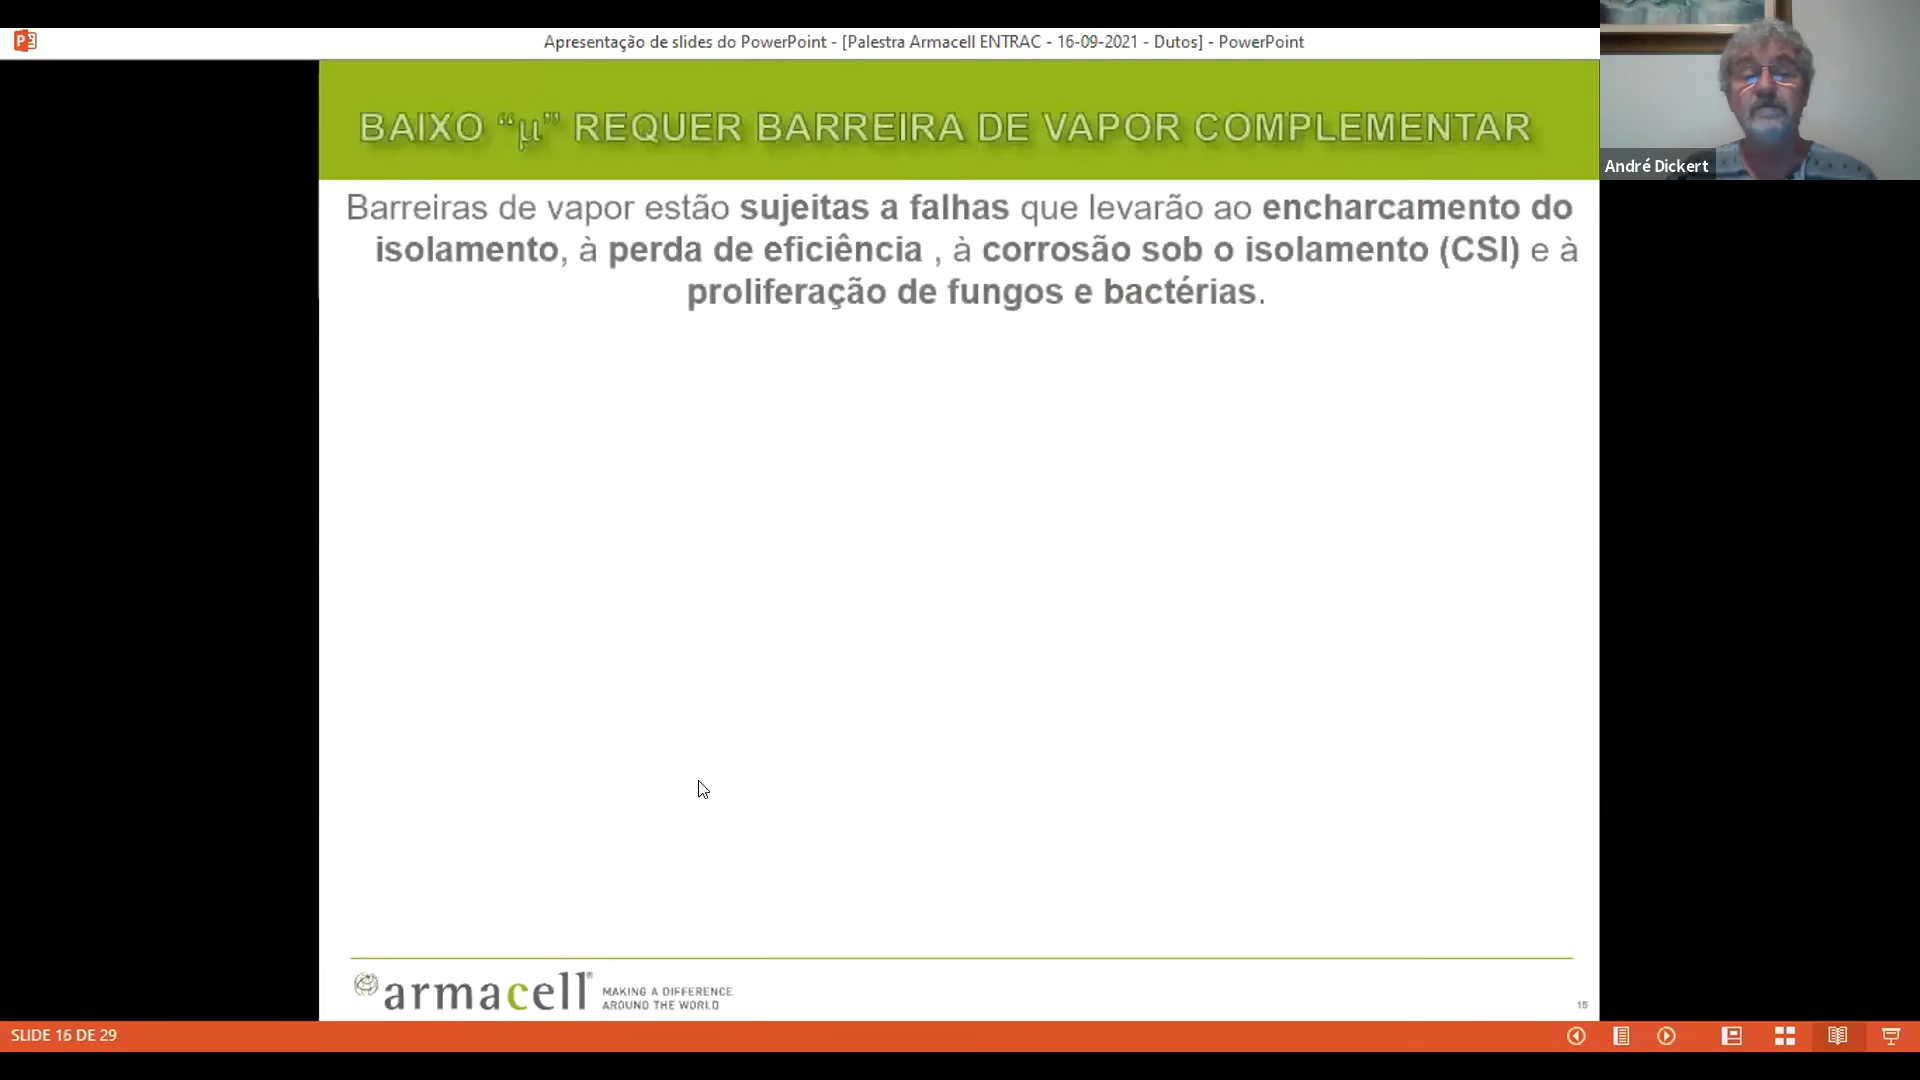 Apresentação de slides do PowerPoint - [Palestra Armacell ENTRAC - 16-09-2021 - Dutos] - PowerPoint
BAIXO “µ” REQUER BARREIRA DE VAPOR COMPLEMENTAR
André Dickert
Barreiras de vapor estão sujeitas a falhas que levarão ao encharcamento do
isolamento, à perda de eficiência , à corrosão sob o isolamento (CSI) e à
proliferação de fungos e bactérias.
armacell®
MAKING A DIFFERENCE
AROUND THE WORLD
15
SLIDE 16 DE 29